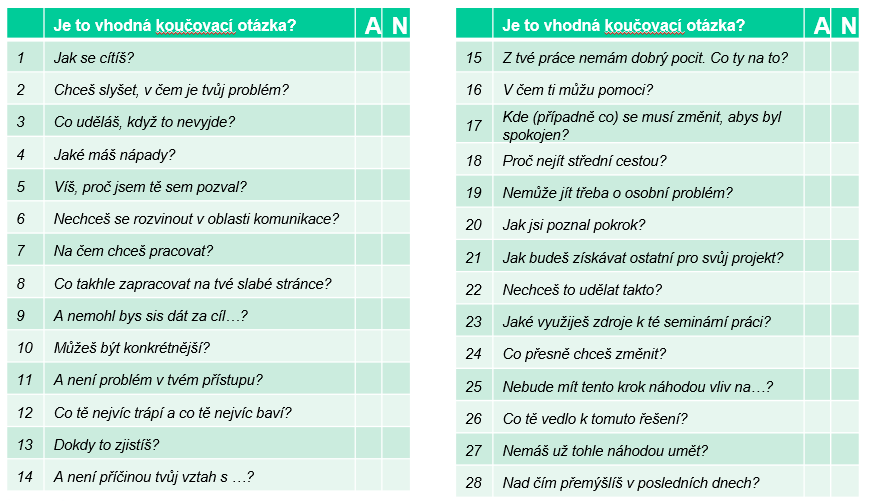 Je to vhodná koučovací otázka? A N
1 Jak se cítíš?
2 Chceš slyšet, v čem je tvůj problém?
3 Co uděláš, když to nevyjde?
4 Jaké máš nápady?
5 Víš, proč jsem tě sem pozval?
6 Nechceš se rozvinout v oblasti komunikace?
7 Na čem chceš pracovat?
8 Co takhle zapracovat na tvé slabé stránce?
9 A nemohl bys sis dát za cíl…?
10 Můžeš být konkrétnější?
11 A není problém v tvém přístupu?
12 Co tě nejvíc trápí a co tě nejvíc baví?
13 Dokdy to zjistíš?
14 A není příčinou tvůj vztah s …?
Je to vhodná koučovací otázka? A N
15 Z tvé práce nemám dobrý pocit. Co ty na to?
16 V čem ti můžu pomoci?
17 Kde (případně co) se musí změnit, abys byl
spokojen?
18 Proč nejít střední cestou?
19 Nemůže jít třeba o osobní problém?
20 Jak jsi poznal pokrok?
21 Jak budeš získávat ostatní pro svůj projekt?
22 Nechceš to udělat takto?
23 Jaké využiješ zdroje k té seminární práci?
24 Co přesně chceš změnit?
25 Nebude mít tento krok náhodou vliv na…?
26 Co tě vedlo k tomuto řešení?
27 Nemáš už tohle náhodou umět?
28 Nad čím přemýšlíš v posledních dnech?